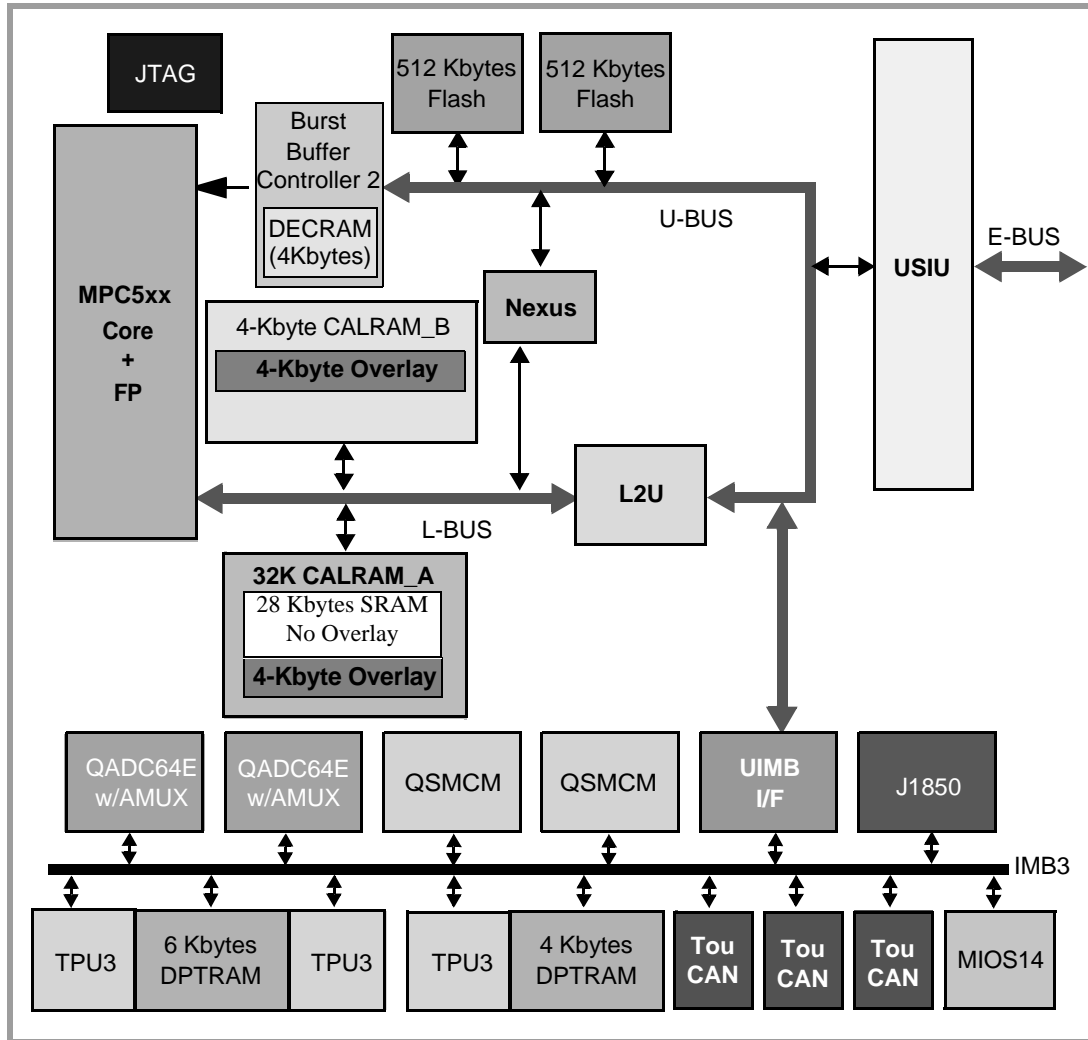 JTAG
512 Kbytes
Flash
512 Kbytes
Flash
Burst
Buffer
Controller 2
DECRAM
(4Kbytes)
U-BUS
E-BUS
USIU
MPC5xx
Core
+
FP
Nexus
4-Kbyte CALRAM_B
4-Kbyte Overlay
L2U
L-BUS
32K CALRAM_A
28 Kbytes SRAM
No Overlay
4-Kbyte Overlay
QADC64E
w/AMUX
QADC64E
w/AMUX
QSMCM
QSMCM
UIMB
I/F
J1850
IMB3
TPU3
6 Kbytes
DPTRAM
TPU3
TPU3
4 Kbytes
DPTRAM
Tou
CAN
Tou
CAN
Tou
CAN
MIOS14